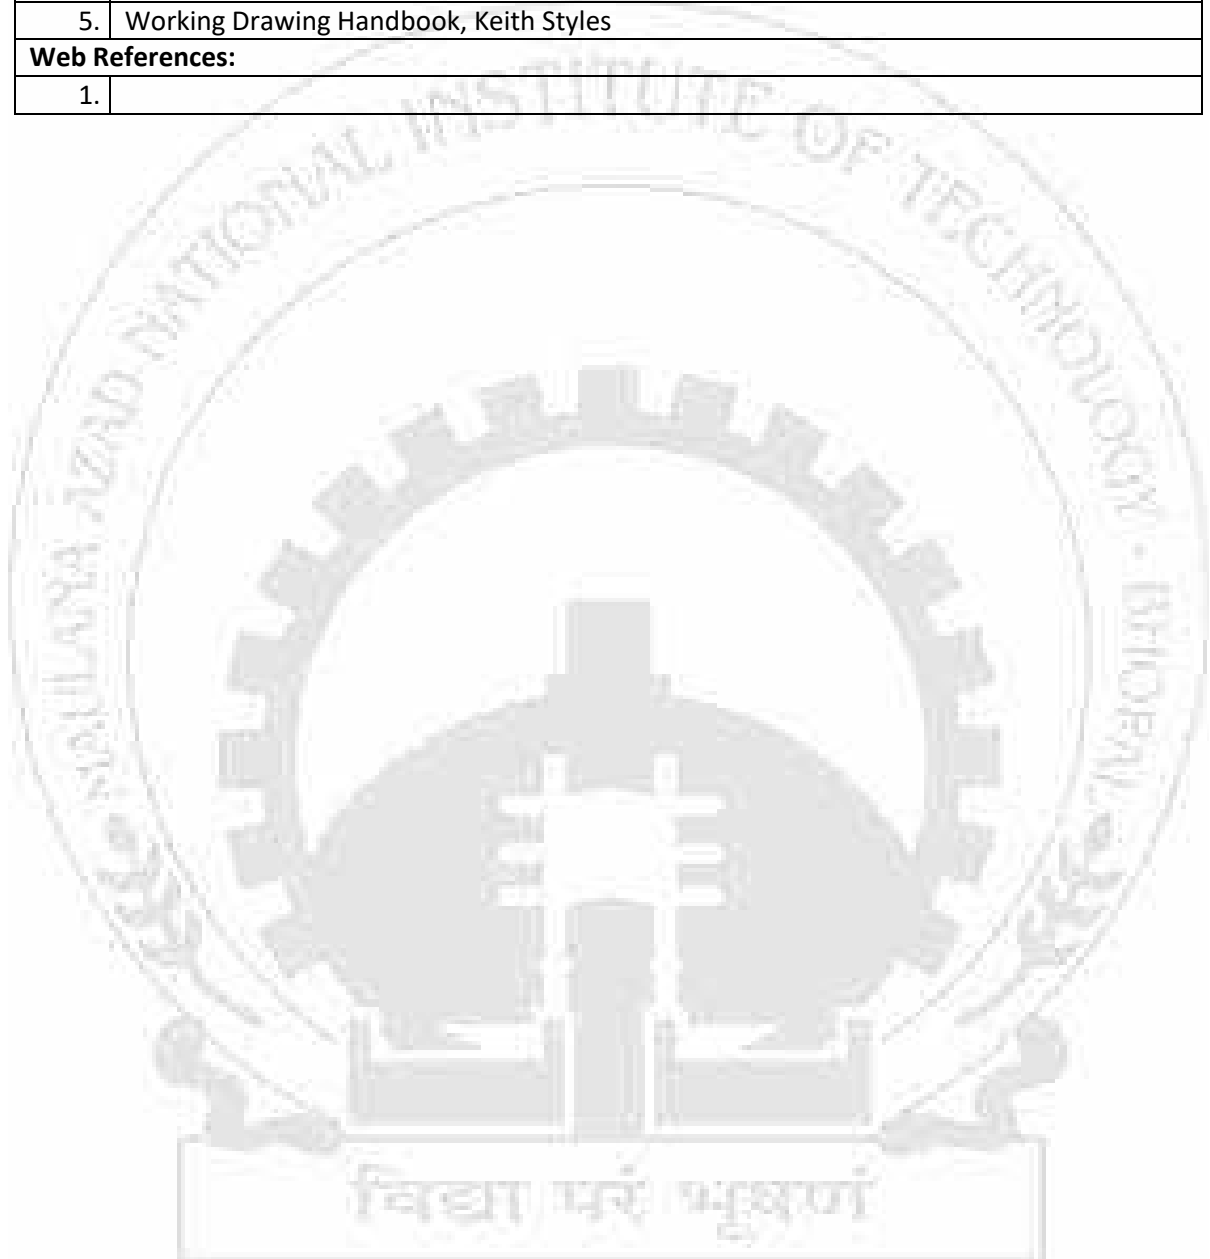 5. Working Drawing Handbook, Keith Styles
Web References:
1.
MAULANA AZAD NATIONAL INSTITUTE OF TECHNOLOGY · BHOPAL
विद्या परं भूषणं